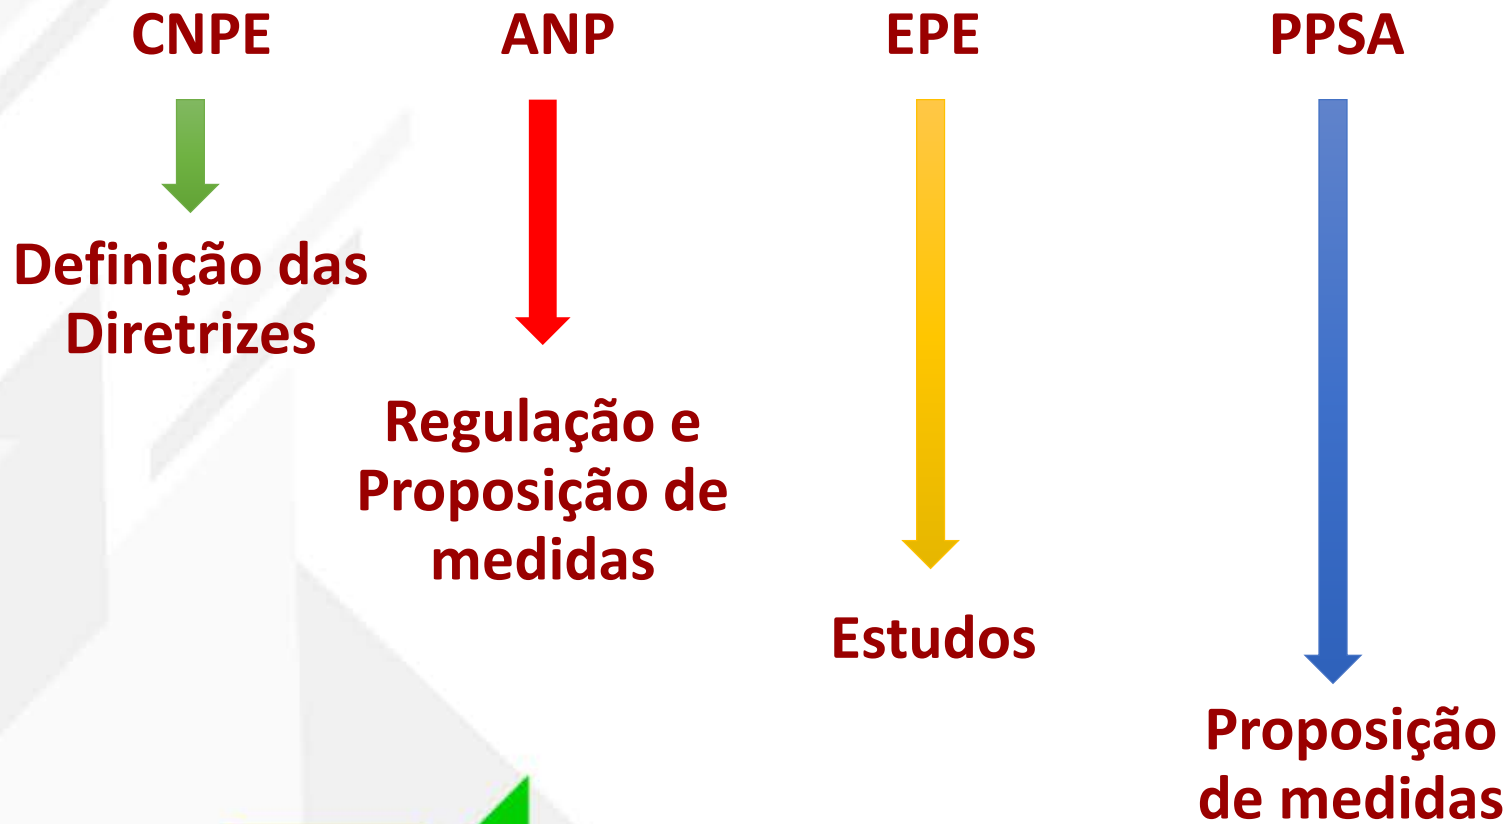 CNPE
ANP
EPE
PPSA
Definição das
Diretrizes
Regulação e
Proposição de
medidas
Estudos
Proposição
de medidas